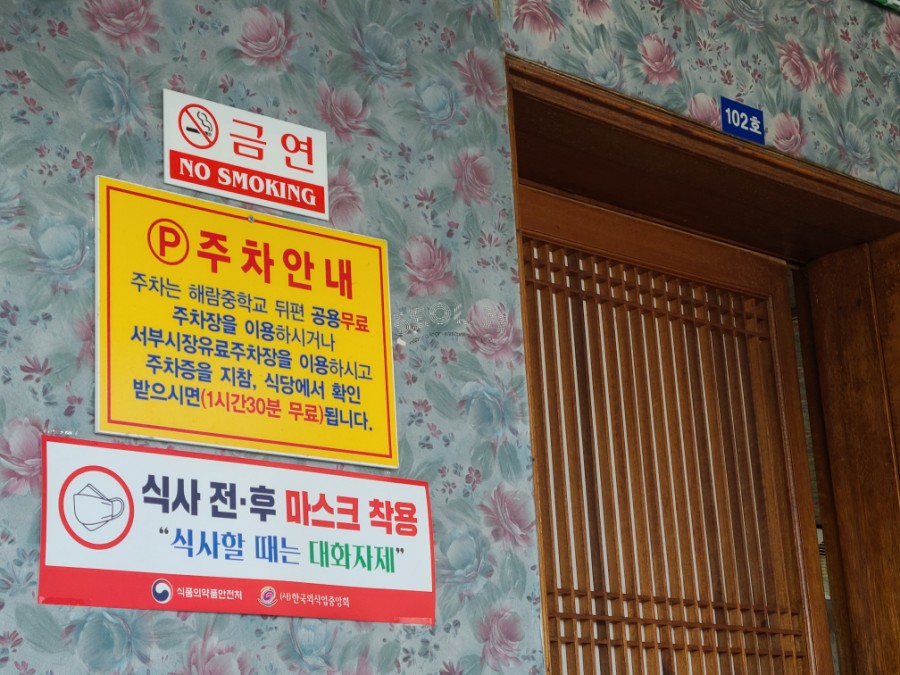 금연
NO SMOKING
102호
P 주차안내
주차는 해람중학교 뒤편 공용무료
주차장을 이용하시거나
서부시장유료주차장을 이용하시고
주차증을 지참, 식당에서 확인
받으시면(1시간30분 무료)됩니다.
식사 전·후 마스크 착용
“식사할 때는 대화자제”
식품의약품안전처 (사)한국외식업중앙회